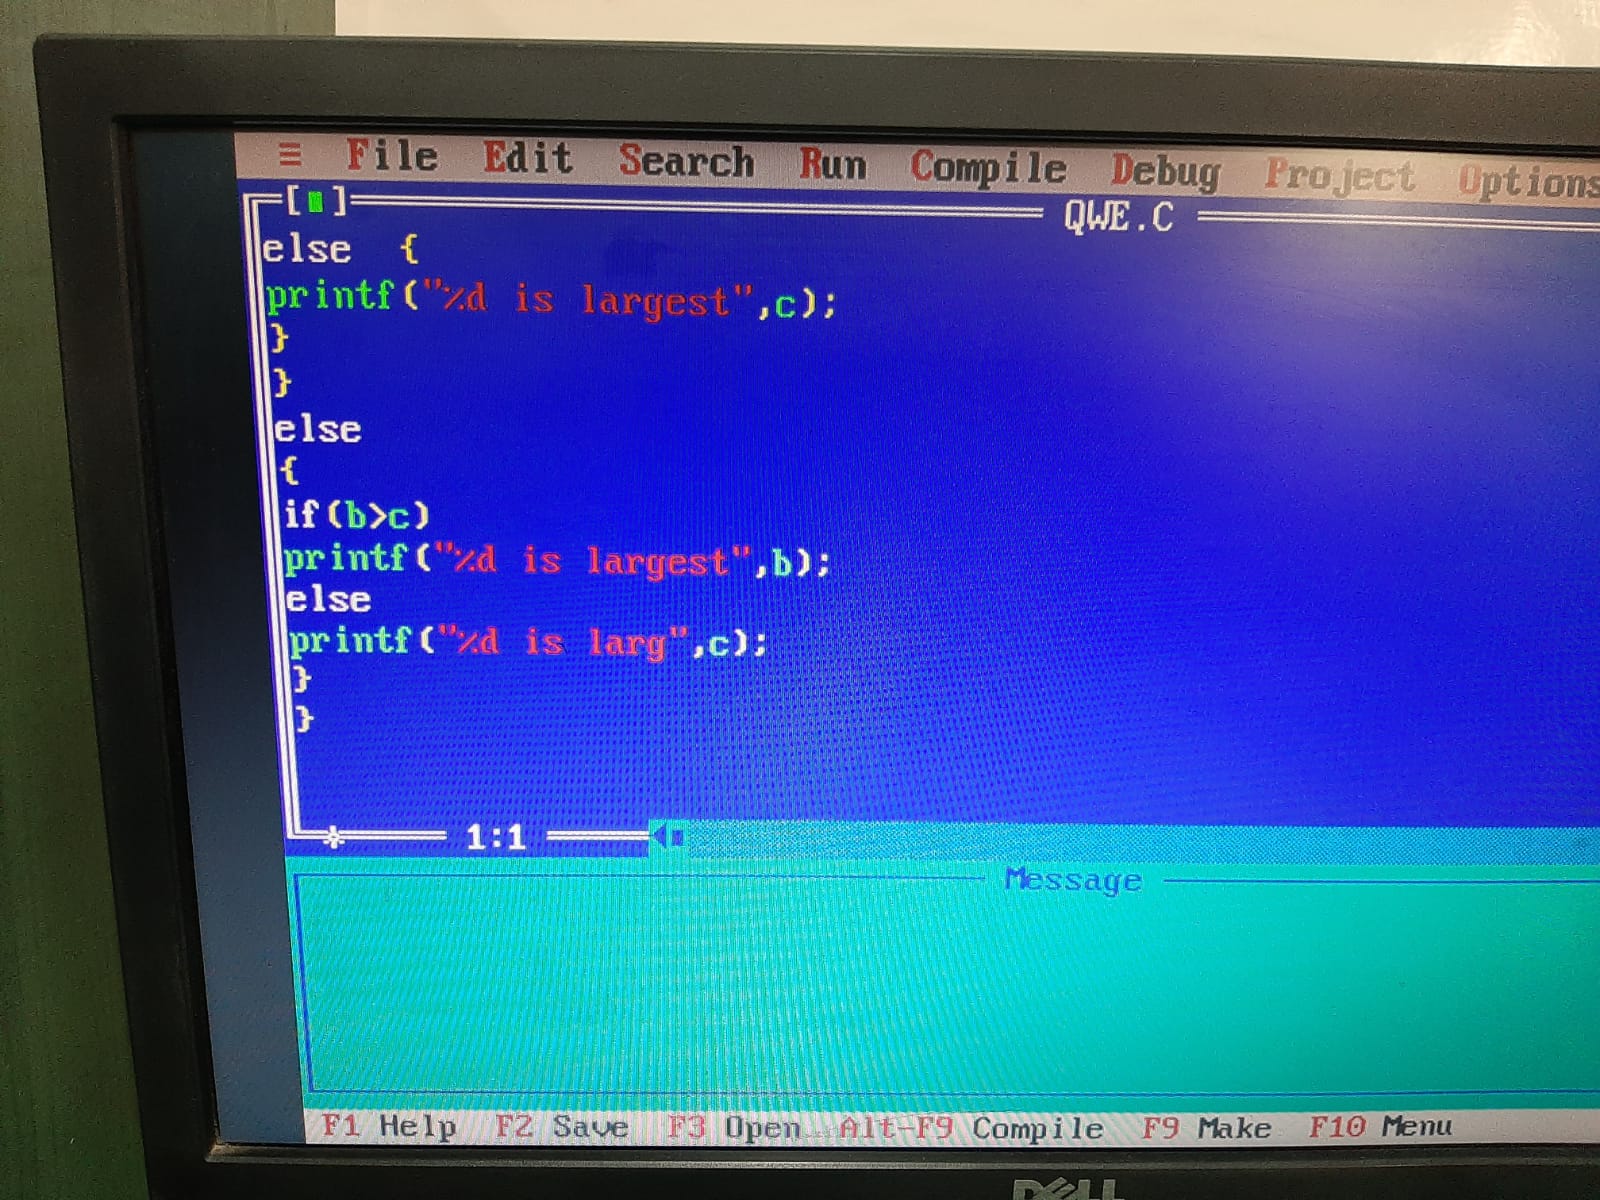 ≡ File Edit Search Run Compile Debug Project Options
[■] QWE.C
else {
printf("%d is largest",c);
}
}
else
{
if(b>c)
printf("%d is largest",b);
else
printf("%d is larg",c);
}
}
* 1:1
Message
F1 Help F2 Save F3 Open Alt-F9 Compile F9 Make F10 Menu
DELL